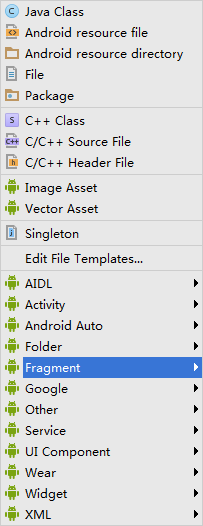 Java Class
Android resource file
Android resource directory
File
Package
C++ Class
C/C++ Source File
C/C++ Header File
Image Asset
Vector Asset
Singleton
Edit File Templates...
AIDL
Activity
Android Auto
Folder
Fragment
Google
Other
Service
UI Component
Wear
Widget
XML